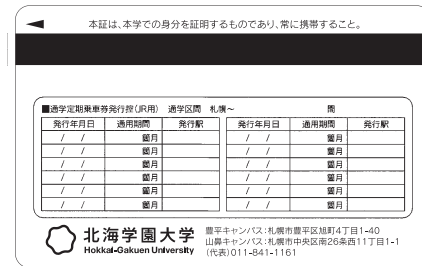 本証は、本学での身分を証明するものであり、常に携帯すること。
■通学定期乗車券発行控(JR用) 通学区間 札幌～ 間
発行年月日 通用期間 発行駅 発行年月日 通用期間 発行駅
/ / 箇月 / / 箇月
/ / 箇月 / / 箇月
/ / 箇月 / / 箇月
/ / 箇月 / / 箇月
/ / 箇月 / / 箇月
/ / 箇月 / / 箇月
北海学園大学
Hokkai-Gakuen University
豊平キャンパス:札幌市豊平区旭町4丁目1-40
山鼻キャンパス:札幌市中央区南26条西11丁目1-1
(代表)011-841-1161